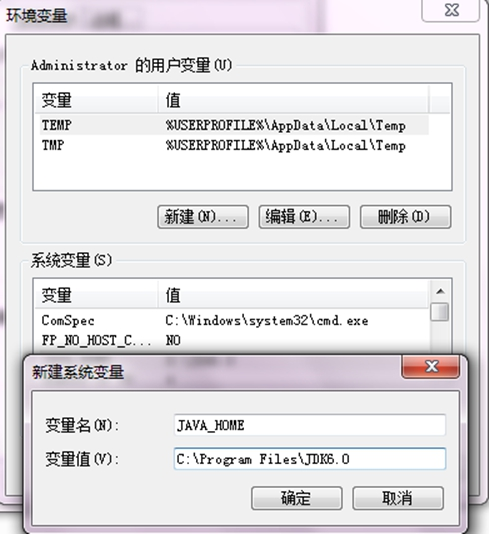 环境变量
Administrator 的用户变量(U)
变量 值
TEMP %USERPROFILE%\AppData\Local\Temp
TMP %USERPROFILE%\AppData\Local\Temp
新建(N)... 编辑(E)... 删除(D)
系统变量(S)
变量 值
ComSpec C:\Windows\system32\cmd.exe
FP_NO_HOST_C... NO
新建系统变量
变量名(N): JAVA_HOME
变量值(V): C:\Program Files\JDK6.0
确定 取消